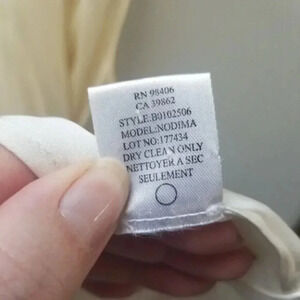 RN 98406
CA 39862
STYLE:B0102506
MODEL:NODIMA
LOT NO:177434
DRY CLEAN ONLY
NETTOYER A SEC
SEULEMENT